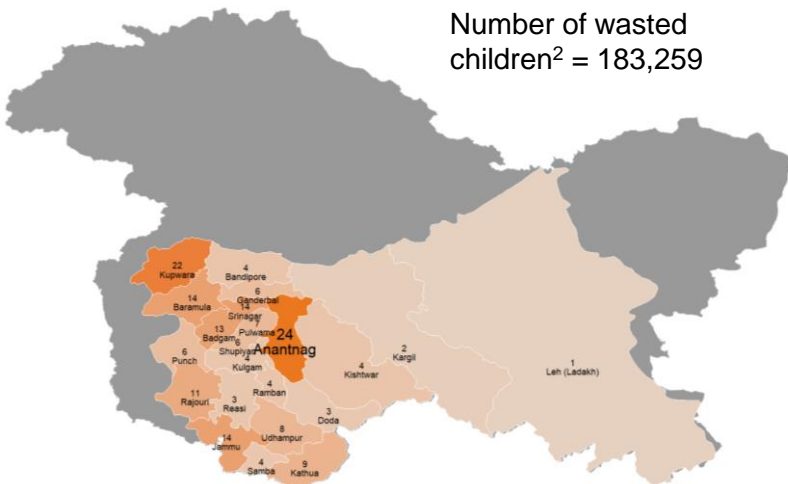 Number of wasted
children² = 183,259
22
Kupwara
4
Bandipore
6
Ganderbal
14
Baramula
14
Srinagar
13
Badgam
7
Pulwama
24
Anantnag
6
Shupiyan
6
Punch
4
Kulgam
2
Kargil
4
Kishtwar
1
Leh (Ladakh)
4
Ramban
11
Rajouri
3
Reasi
3
Doda
8
Udhampur
14
Jammu
4
Samba
9
Kathua